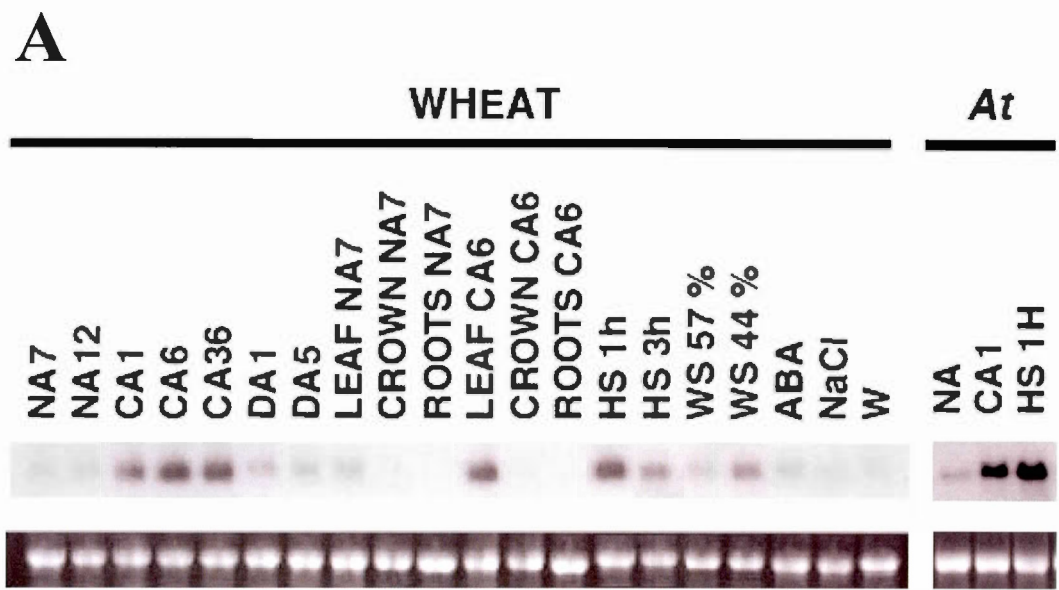 A
WHEAT
At
NA7
NA12
CA1
CA6
CA36
DA1
DA5
LEAF NA7
CROWN NA7
ROOTS NA7
LEAF CA6
CROWN CA6
ROOTS CA6
HS 1h
HS 3h
WS 57 %
WS 44 %
ABA
NaCl
W
NA
CA1
HS 1H